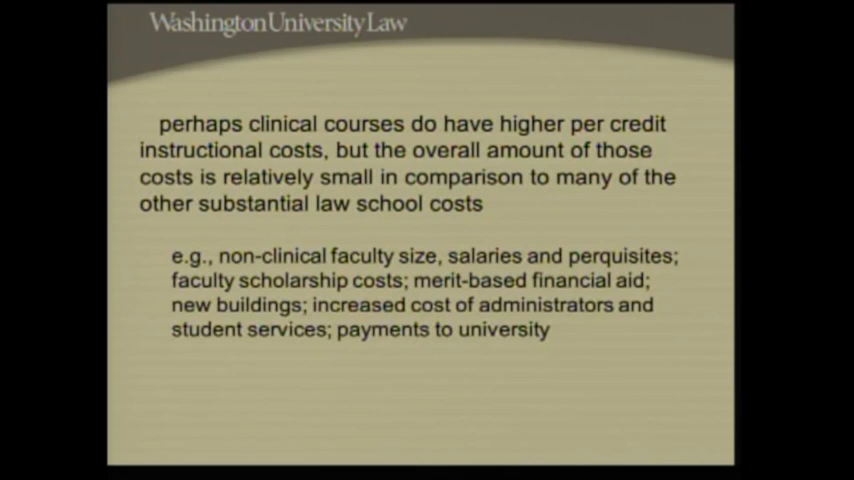 Washington University Law
perhaps clinical courses do have higher per credit
instructional costs, but the overall amount of those
costs is relatively small in comparison to many of the
other substantial law school costs
e.g., non-clinical faculty size, salaries and perquisites;
faculty scholarship costs; merit-based financial aid;
new buildings; increased cost of administrators and
student services; payments to university